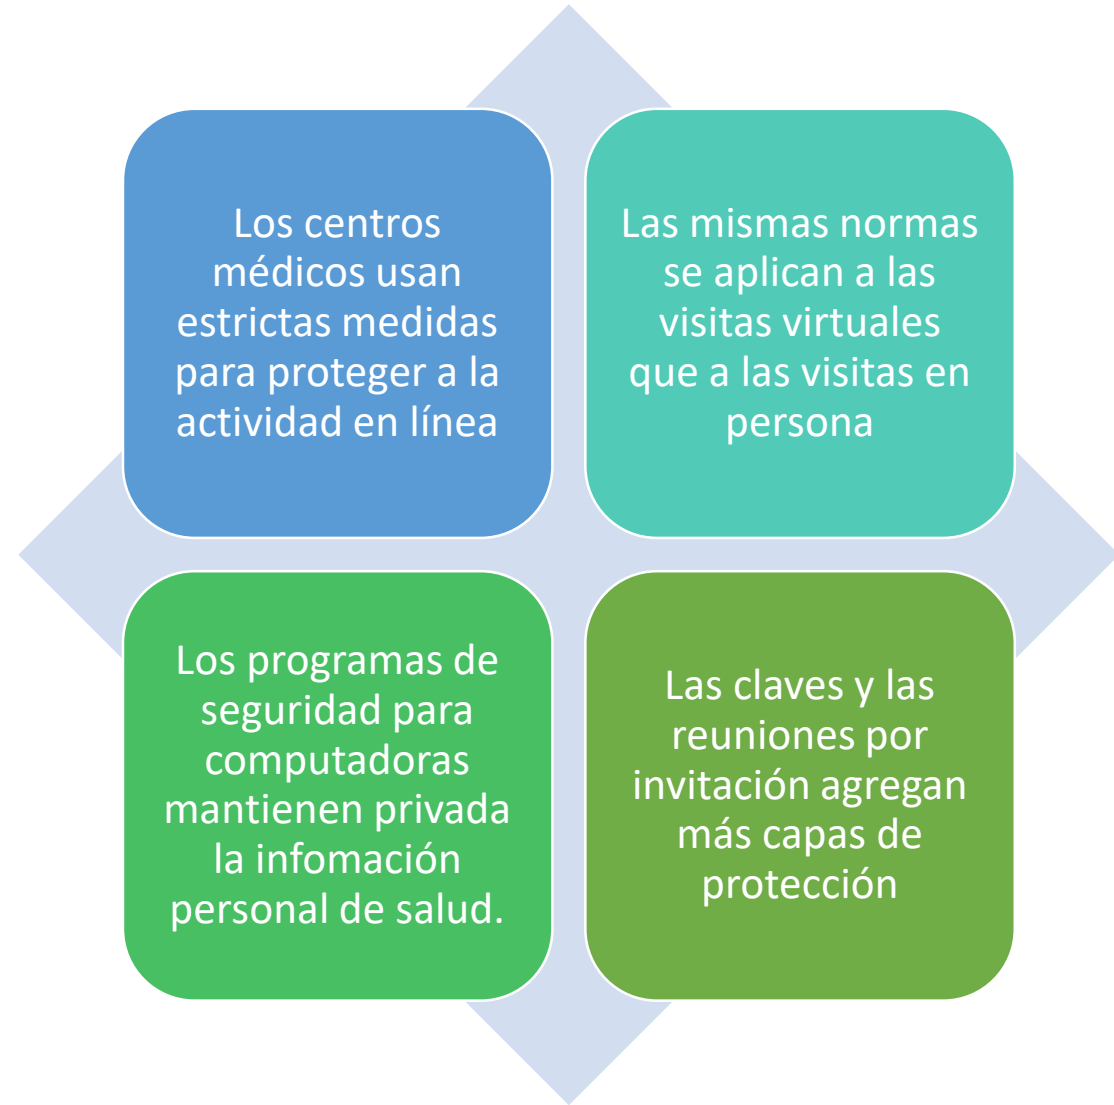 Los centros
médicos usan
estrictas medidas
para proteger a la
actividad en línea
Las mismas normas
se aplican a las
visitas virtuales
que a las visitas en
persona
Los programas de
seguridad para
computadoras
mantienen privada
la infomación
personal de salud.
Las claves y las
reuniones por
invitación agregan
más capas de
protección